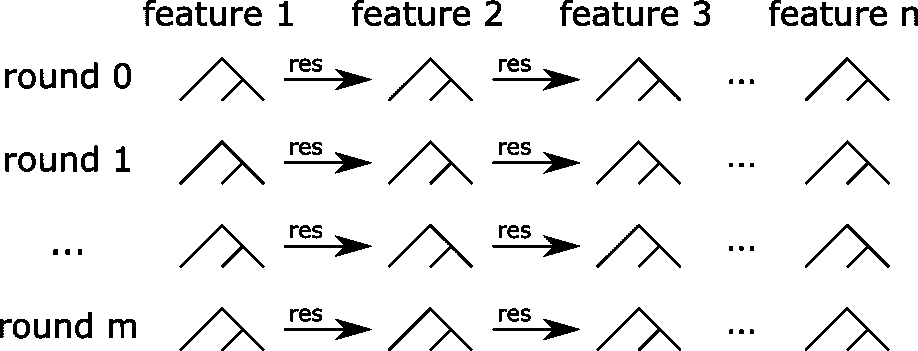 feature 1 feature 2 feature 3 feature n
round 0 res res ...
round 1 res res ...
... res res ...
round m res res ...